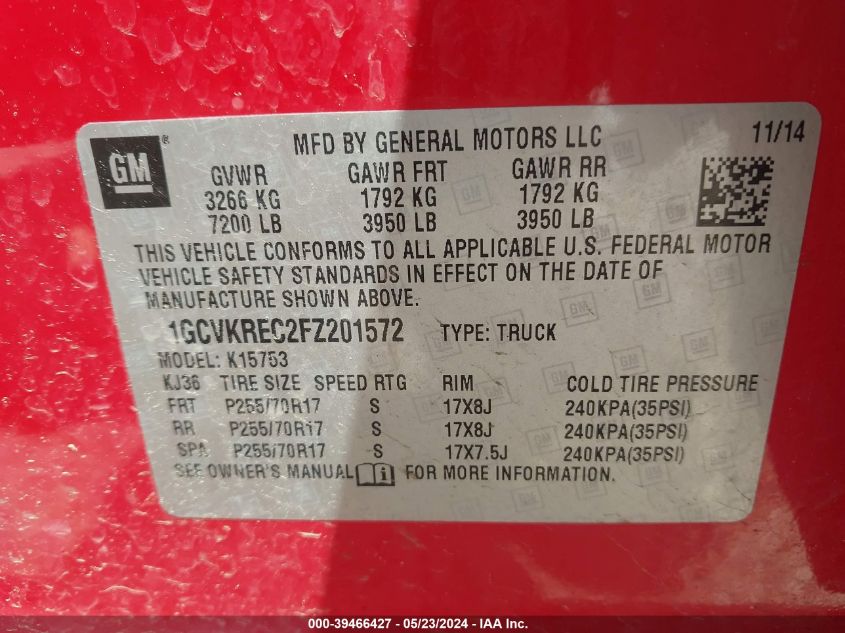 GM ® MFD BY GENERAL MOTORS LLC 11/14
GVWR GAWR FRT GAWR RR
3266 KG 1792 KG 1792 KG
7200 LB 3950 LB 3950 LB
THIS VEHICLE CONFORMS TO ALL APPLICABLE U.S. FEDERAL MOTOR
VEHICLE SAFETY STANDARDS IN EFFECT ON THE DATE OF
MANUFACTURE SHOWN ABOVE.
1GCVKREC2FZ201572 TYPE: TRUCK
MODEL: K15753
KJ36 TIRE SIZE SPEED RTG RIM COLD TIRE PRESSURE
FRT P255/70R17 S 17X8J 240KPA(35PSI)
RR P255/70R17 S 17X8J 240KPA(35PSI)
SPA P255/70R17 S 17X7.5J 240KPA(35PSI)
SEE OWNER'S MANUAL FOR MORE INFORMATION.
000-39466427 - 05/23/2024 - IAA Inc.